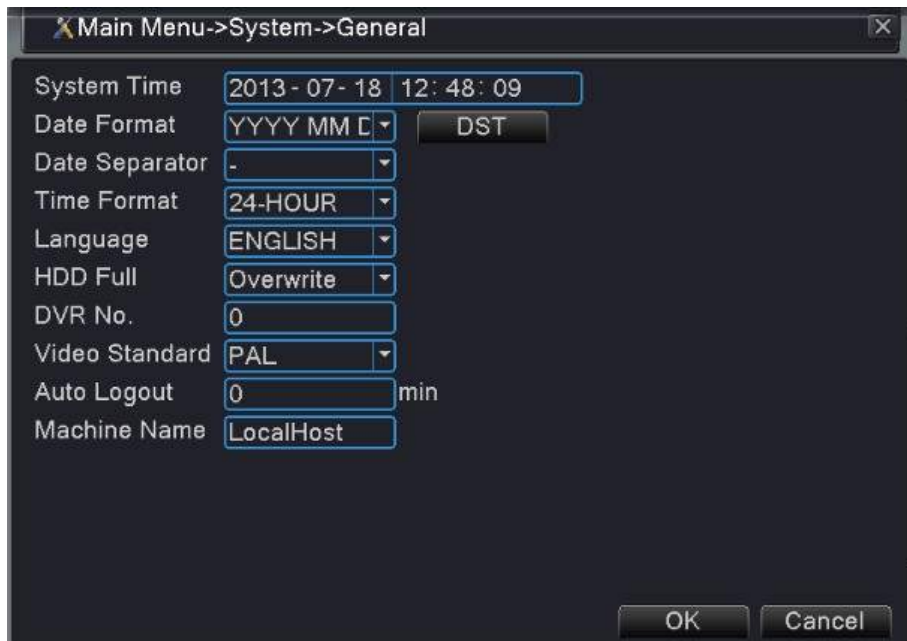 Main Menu->System->General
System Time 2013-07-18 12:48:09
Date Format YYYY MM D DST
Date Separator -
Time Format 24-HOUR
Language ENGLISH
HDD Full Overwrite
DVR No. 0
Video Standard PAL
Auto Logout 0 min
Machine Name LocalHost
OK Cancel